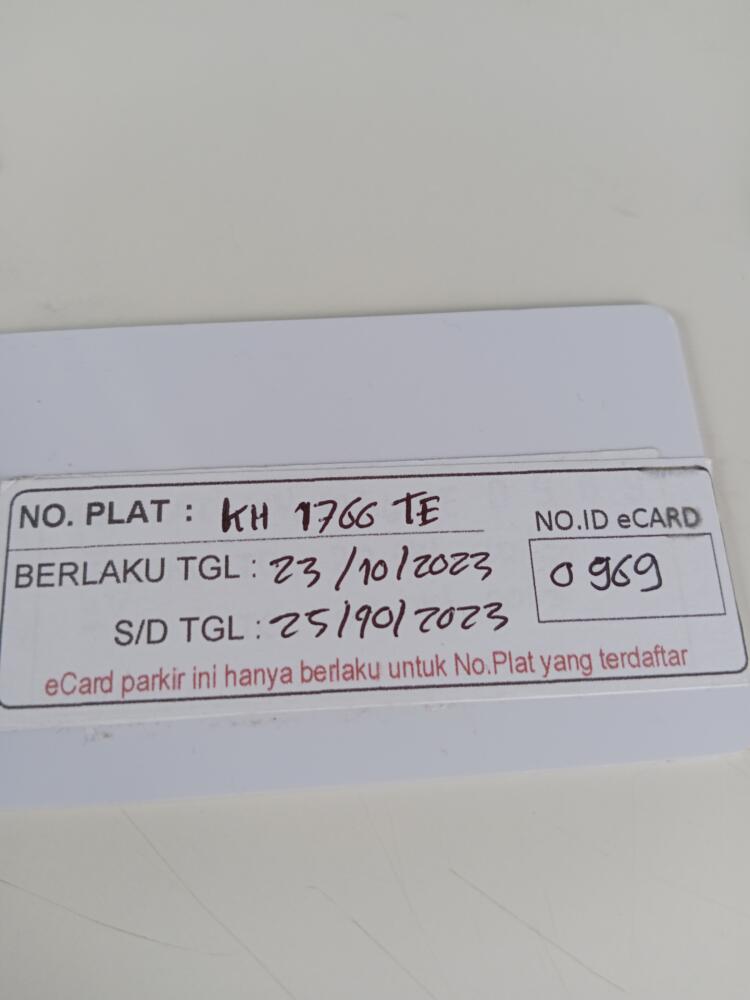 NO. PLAT : KH 1766 TE
NO.ID eCARD
BERLAKU TGL : 23/10/2023
0969
S/D TGL : 25/10/2023
eCard parkir ini hanya berlaku untuk No.Plat yang terdaftar